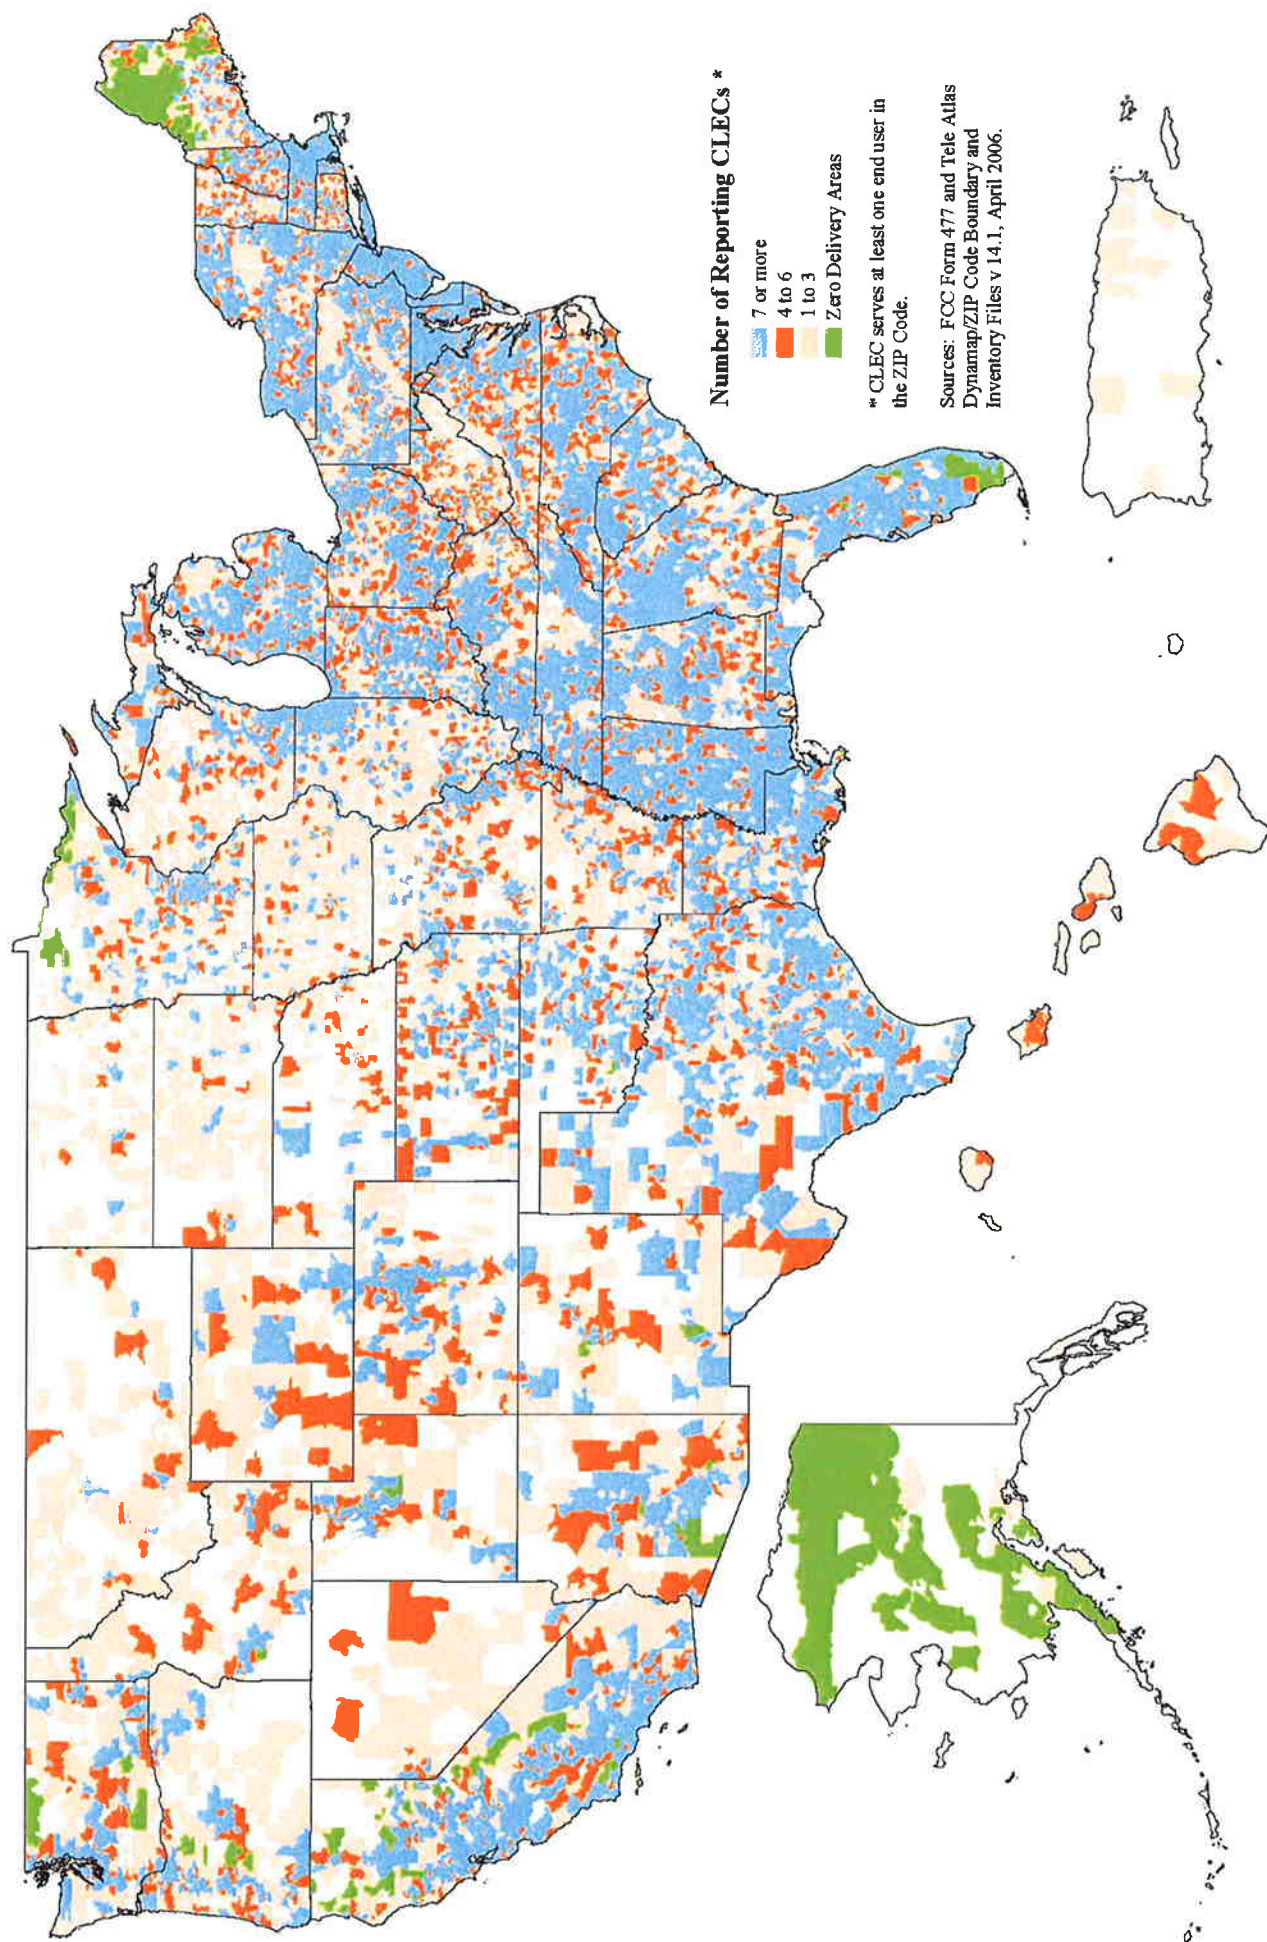 Number of Reporting CLECs *
7 or more
4 to 6
1 to 3
Zero Delivery Areas
* CLEC serves at least one end user in
the ZIP Code.
Sources: FCC Form 477 and Tele Atlas
Dynamap/ZIP Code Boundary and
Inventory Files v 14.1, April 2006.